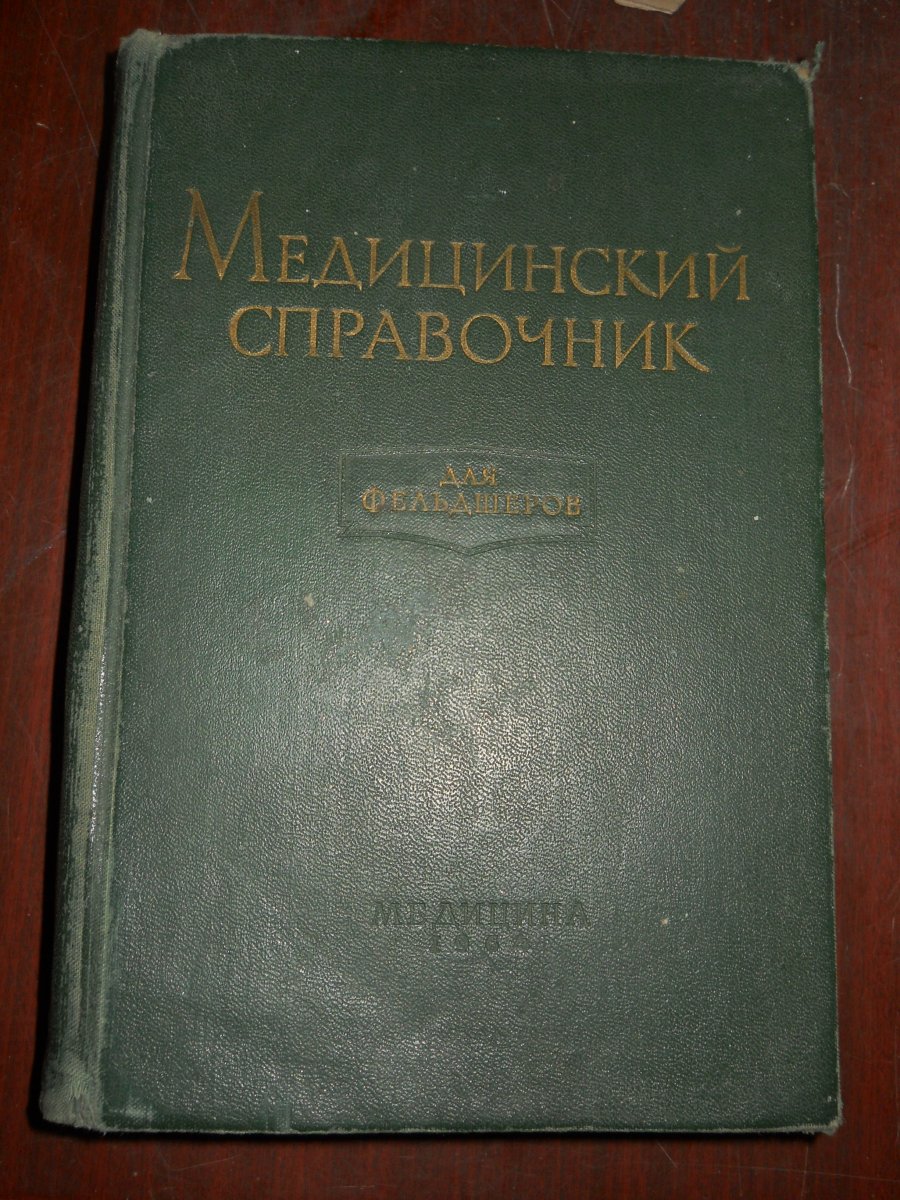 Медицинский
справочник
для
фельдшеров
Медицина